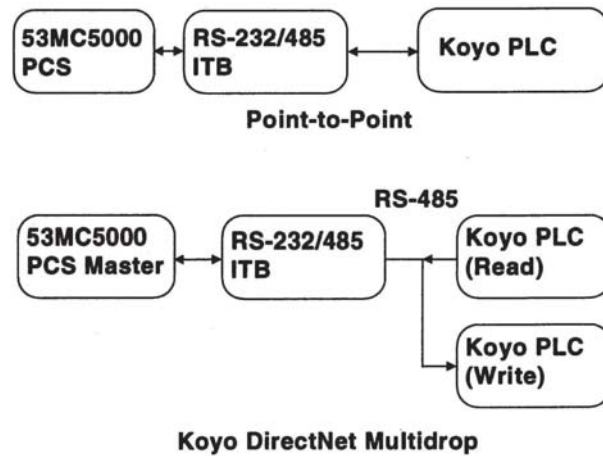 53MC5000
PCS
RS-232/485
ITB
Koyo PLC
Point-to-Point
RS-485
53MC5000
PCS Master
RS-232/485
ITB
Koyo PLC
(Read)
Koyo PLC
(Write)
Koyo DirectNet Multidrop